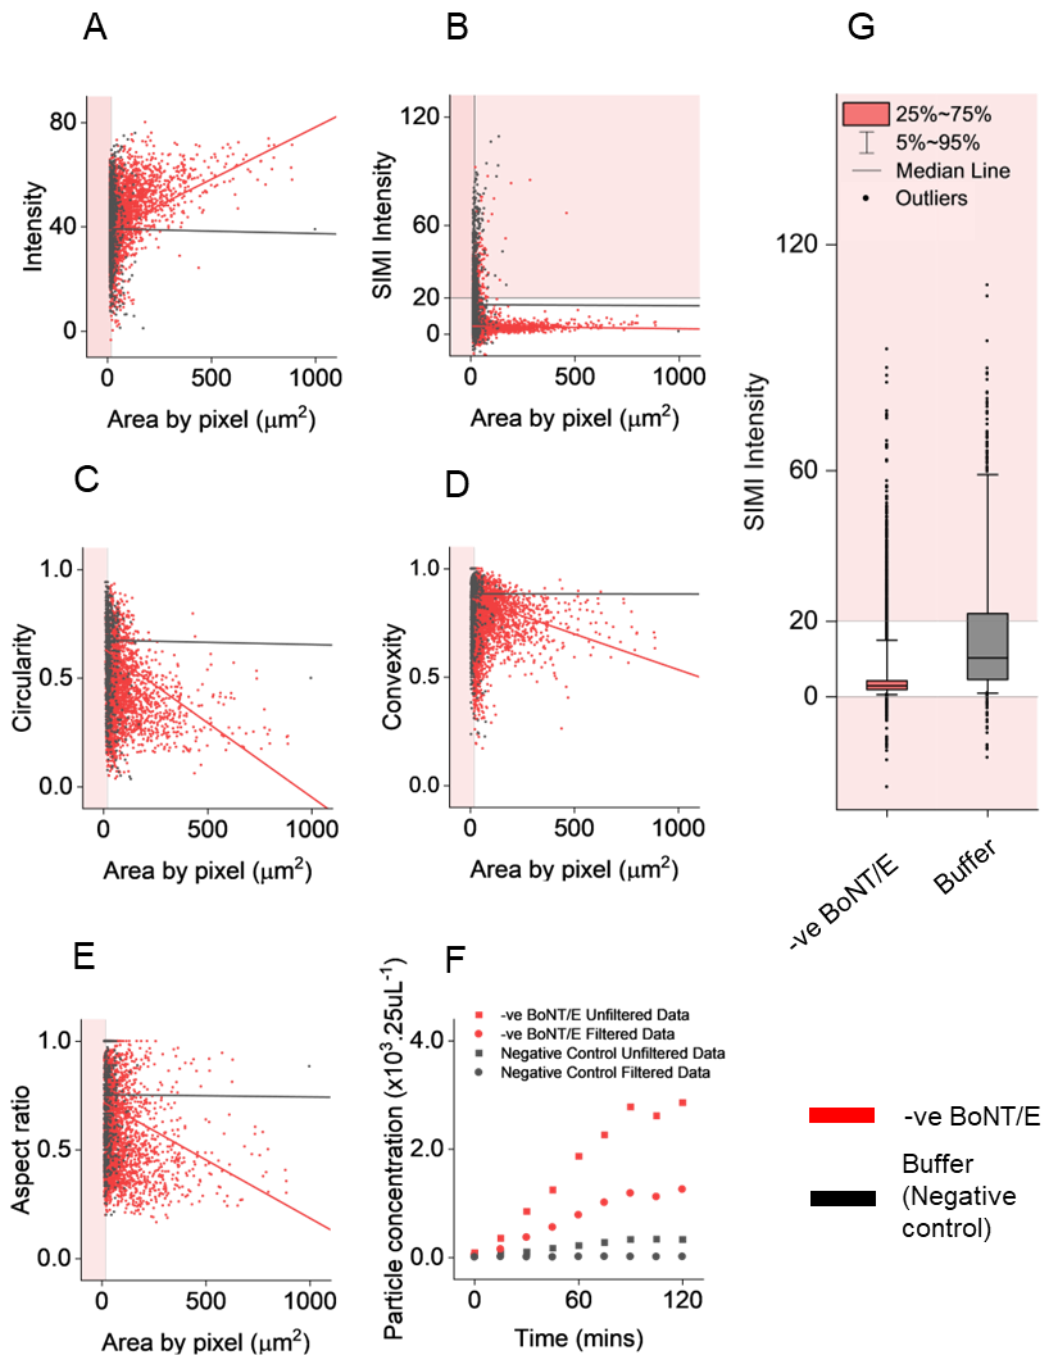 A
80
40
0
Intensity
0
500
1000
Area by pixel (μm²)
B
120
60
20
0
SIMI Intensity
0
500
1000
Area by pixel (μm²)
G
25%~75%
5%~95%
Median Line
Outliers
120
60
20
0
SIMI Intensity
-ve BoNT/E
Buffer
C
1.0
0.5
0.0
Circularity
0
500
1000
Area by pixel (μm²)
D
1.0
0.5
0.0
Convexity
0
500
1000
Area by pixel (μm²)
E
1.0
0.5
0.0
Aspect ratio
0
500
1000
Area by pixel (μm²)
F
-ve BoNT/E Unfiltered Data
-ve BoNT/E Filtered Data
Negative Control Unfiltered Data
Negative Control Filtered Data
4.0
2.0
0.0
Particle concentration (x10³.25uL⁻¹)
0
60
120
Time (mins)
-ve BoNT/E
Buffer
(Negative
control)